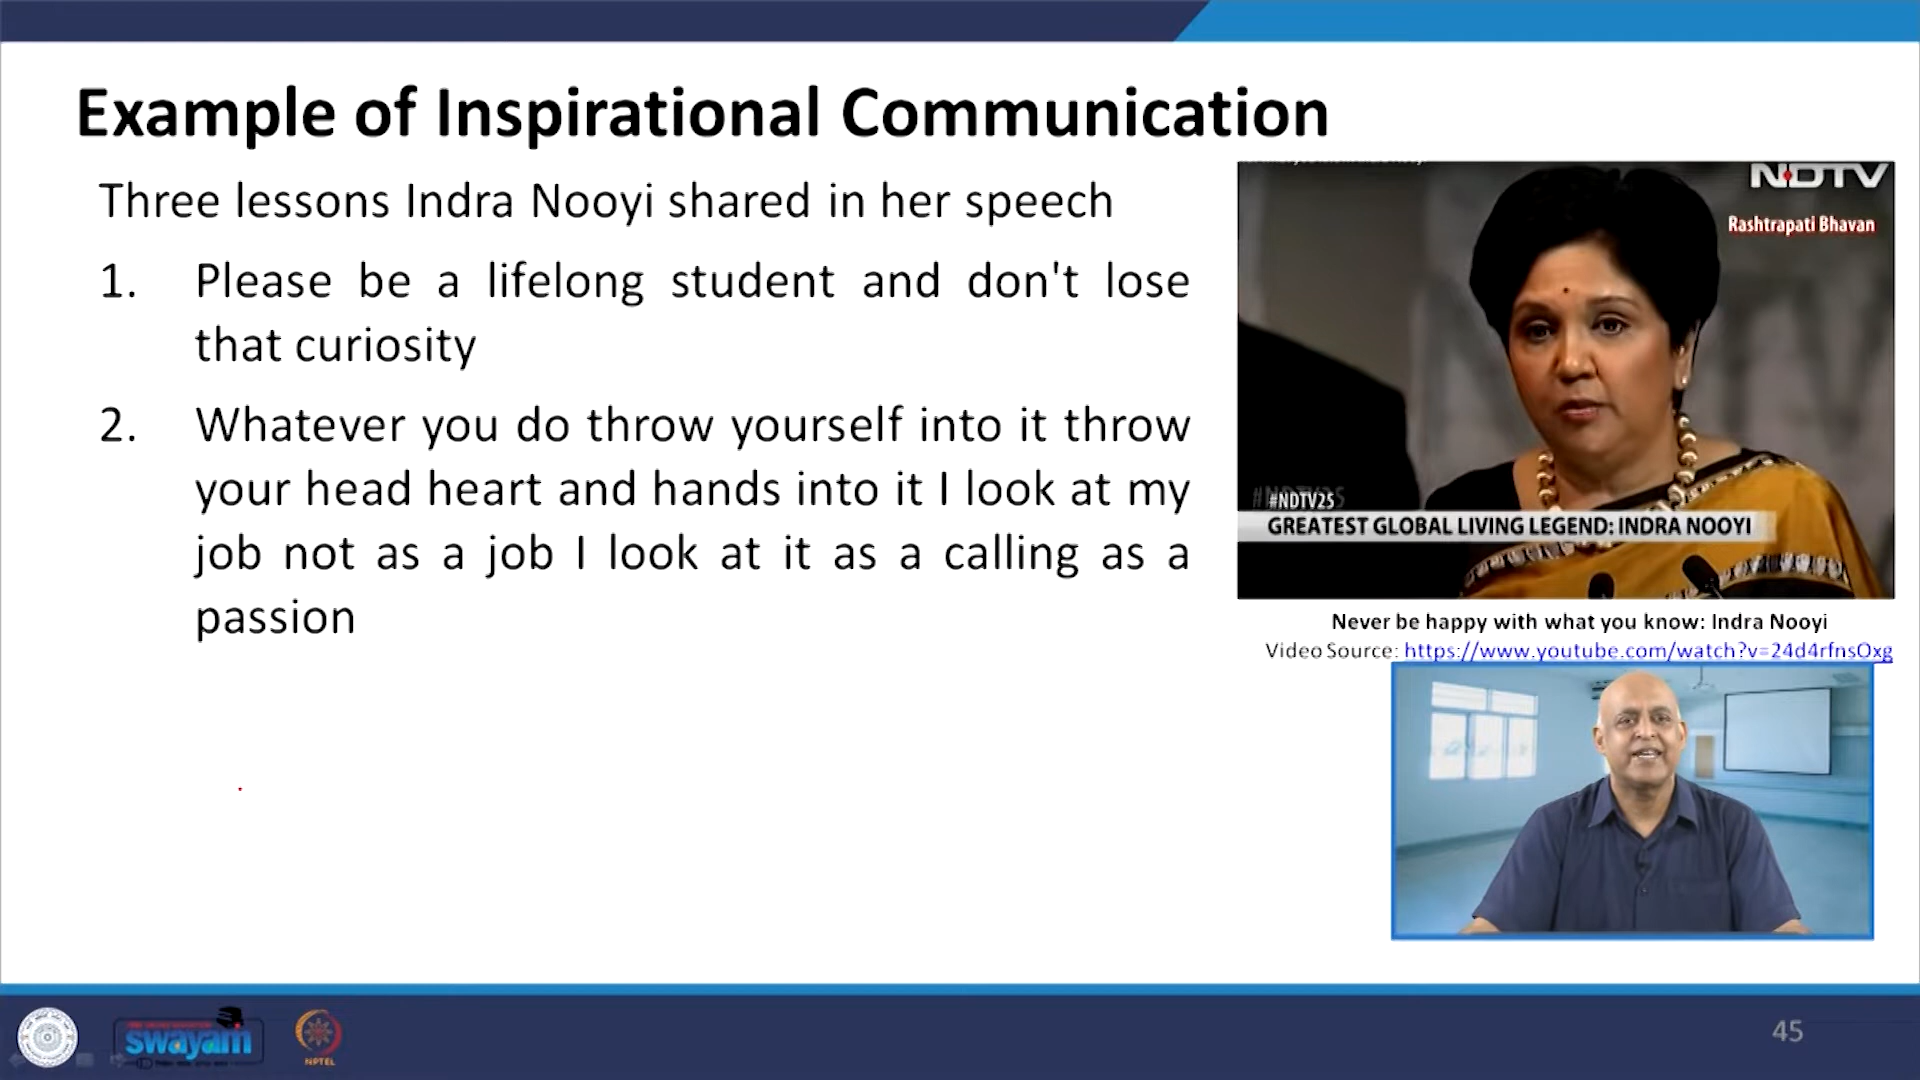 Example of Inspirational Communication
Three lessons Indra Nooyi shared in her speech
1. Please be a lifelong student and don't lose
that curiosity
2. Whatever you do throw yourself into it throw
your head heart and hands into it I look at my
job not as a job I look at it as a calling as a
passion
NDTV
Rashtrapati Bhavan
#NDTV25
GREATEST GLOBAL LIVING LEGEND: INDRA NOOYI
Never be happy with what you know: Indra Nooyi
Video Source: https://www.youtube.com/watch?v=24d4rfnsOxg
swayam
NPTEL
45